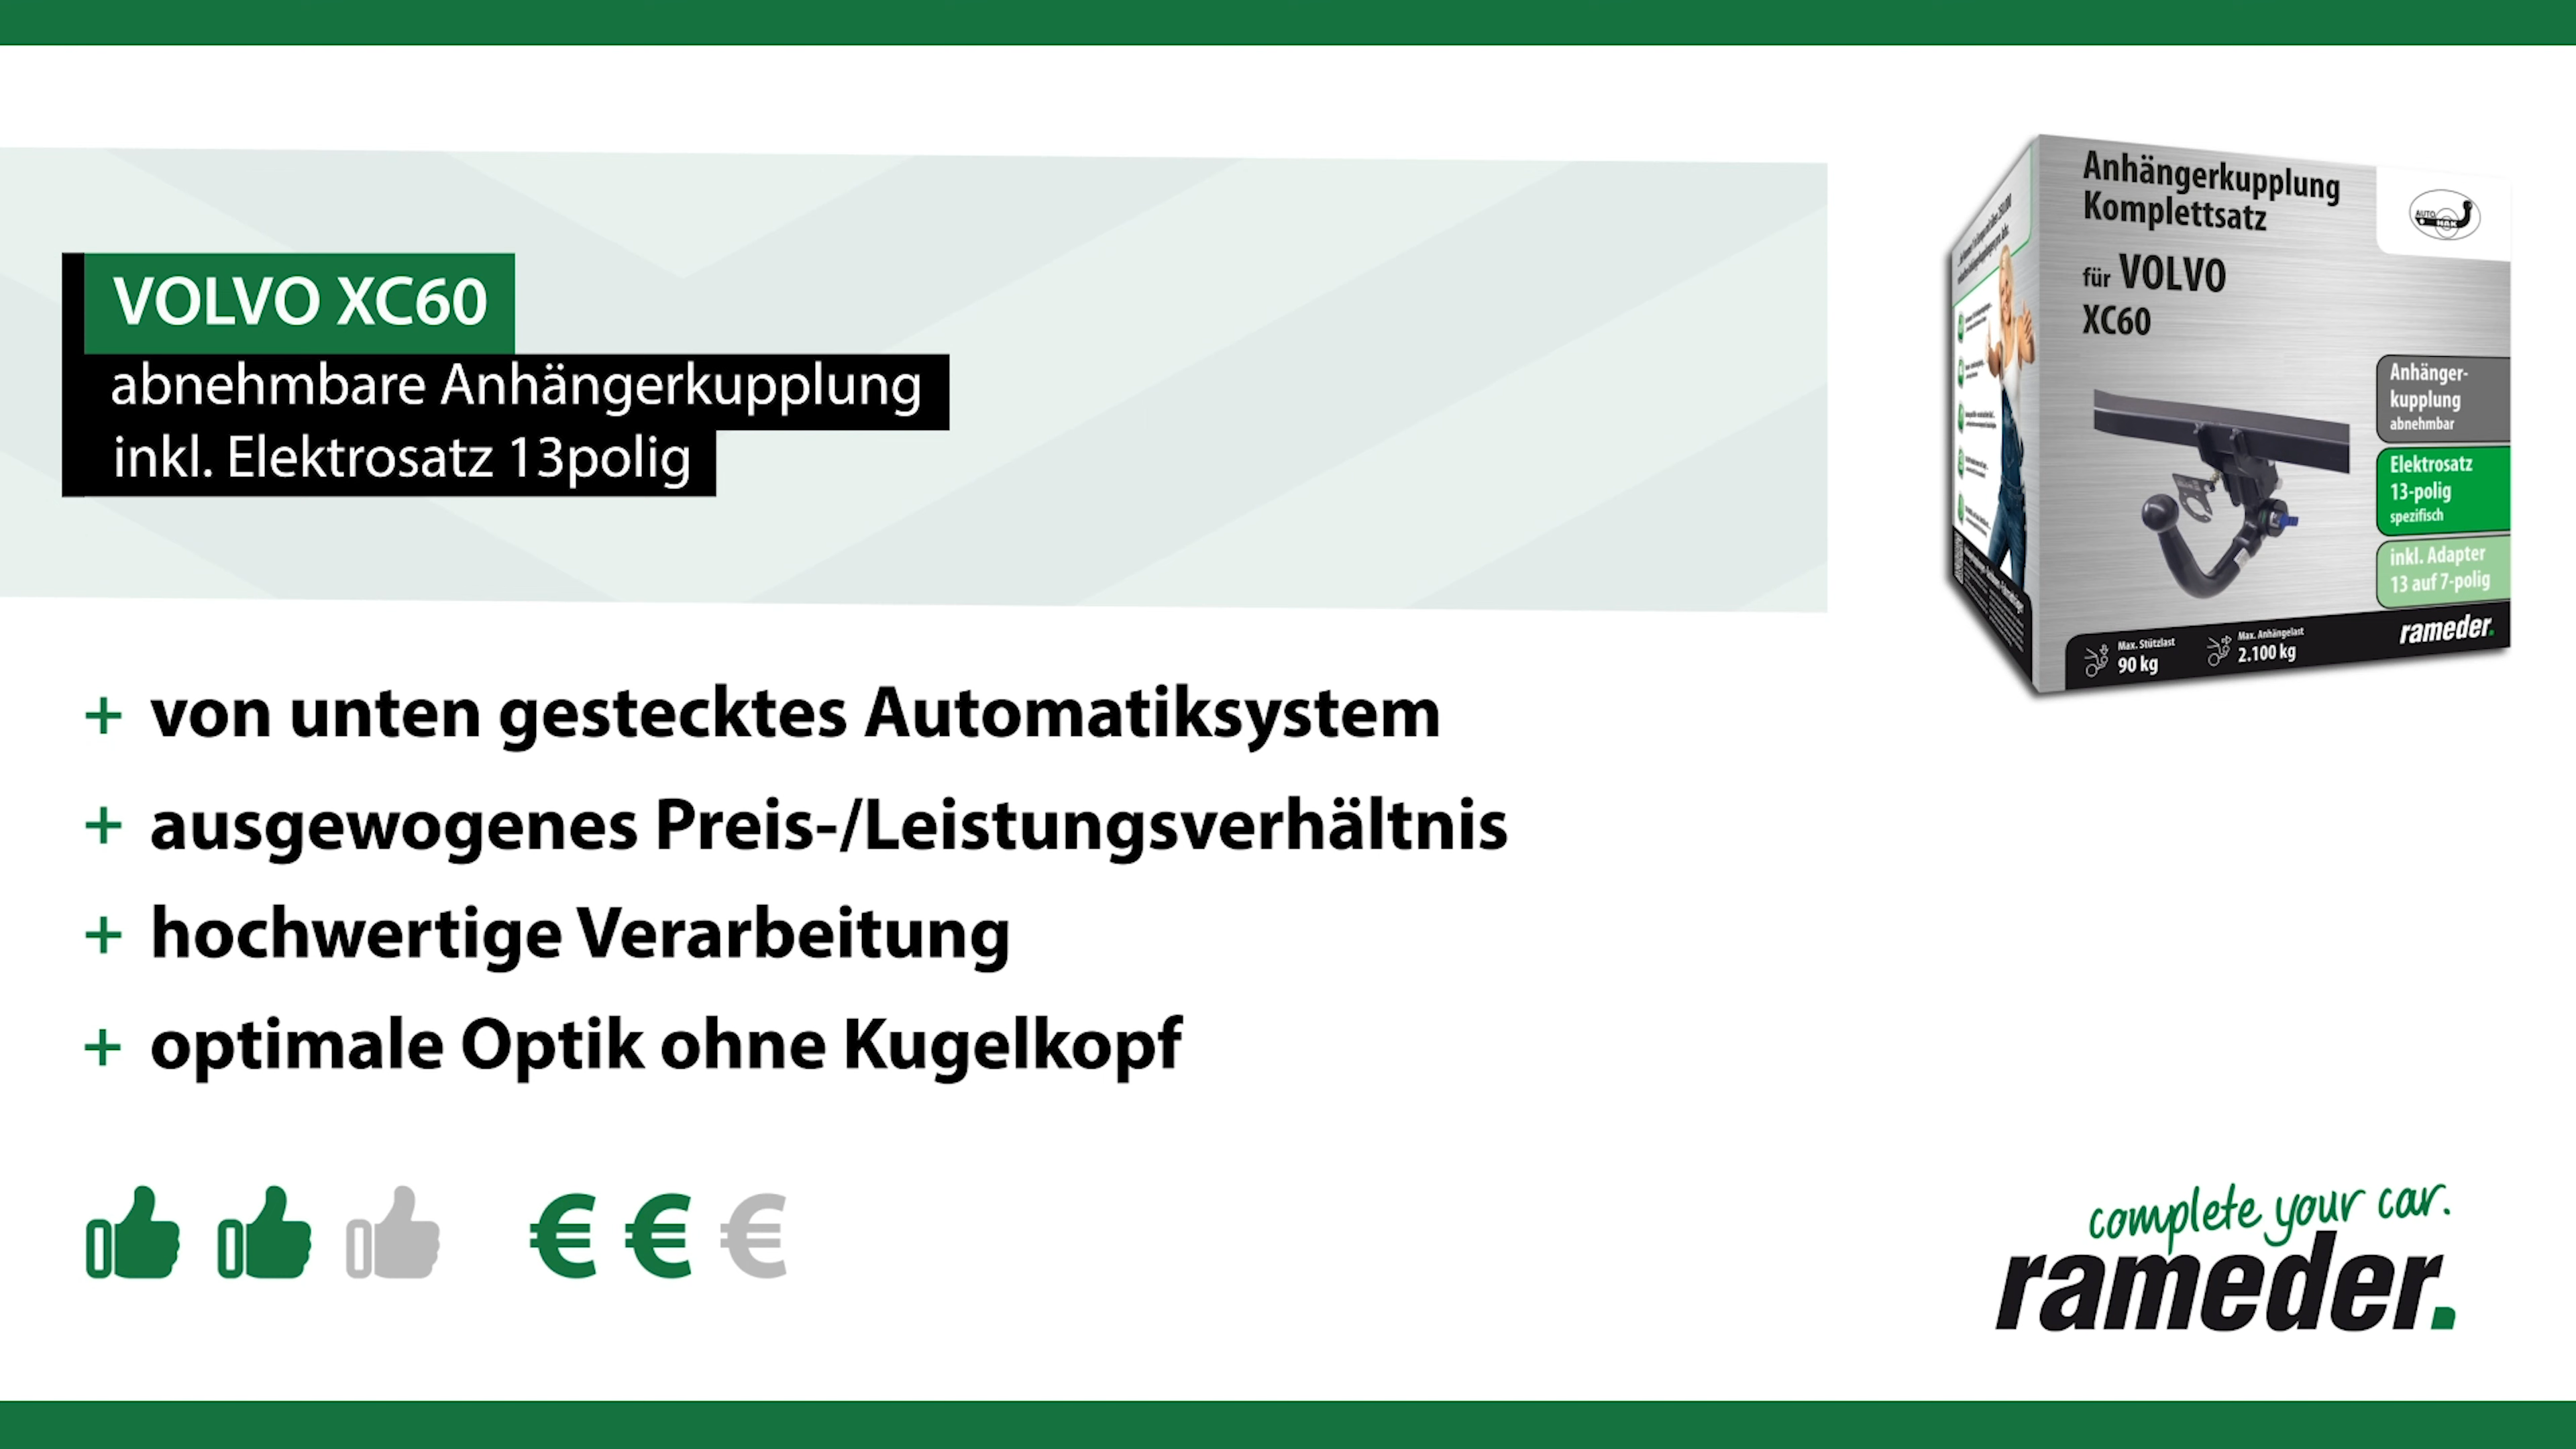 VOLVO XC60
abnehmbare Anhängerkupplung
inkl. Elektrosatz 13polig
Anhängerkupplung
Komplettsatz
für VOLVO
XC60
AUTO
HAK
Anhänger-
kupplung
abnehmbar
Elektrosatz
13-polig
spezifisch
inkl. Adapter
13 auf 7-polig
Max. Stützlast
90 kg
Max. Anhängelast
2.100 kg
rameder.
+ von unten gestecktes Automatiksystem
+ ausgewogenes Preis-/Leistungsverhältnis
+ hochwertige Verarbeitung
+ optimale Optik ohne Kugelkopf
€ € €
complete your car.
rameder.